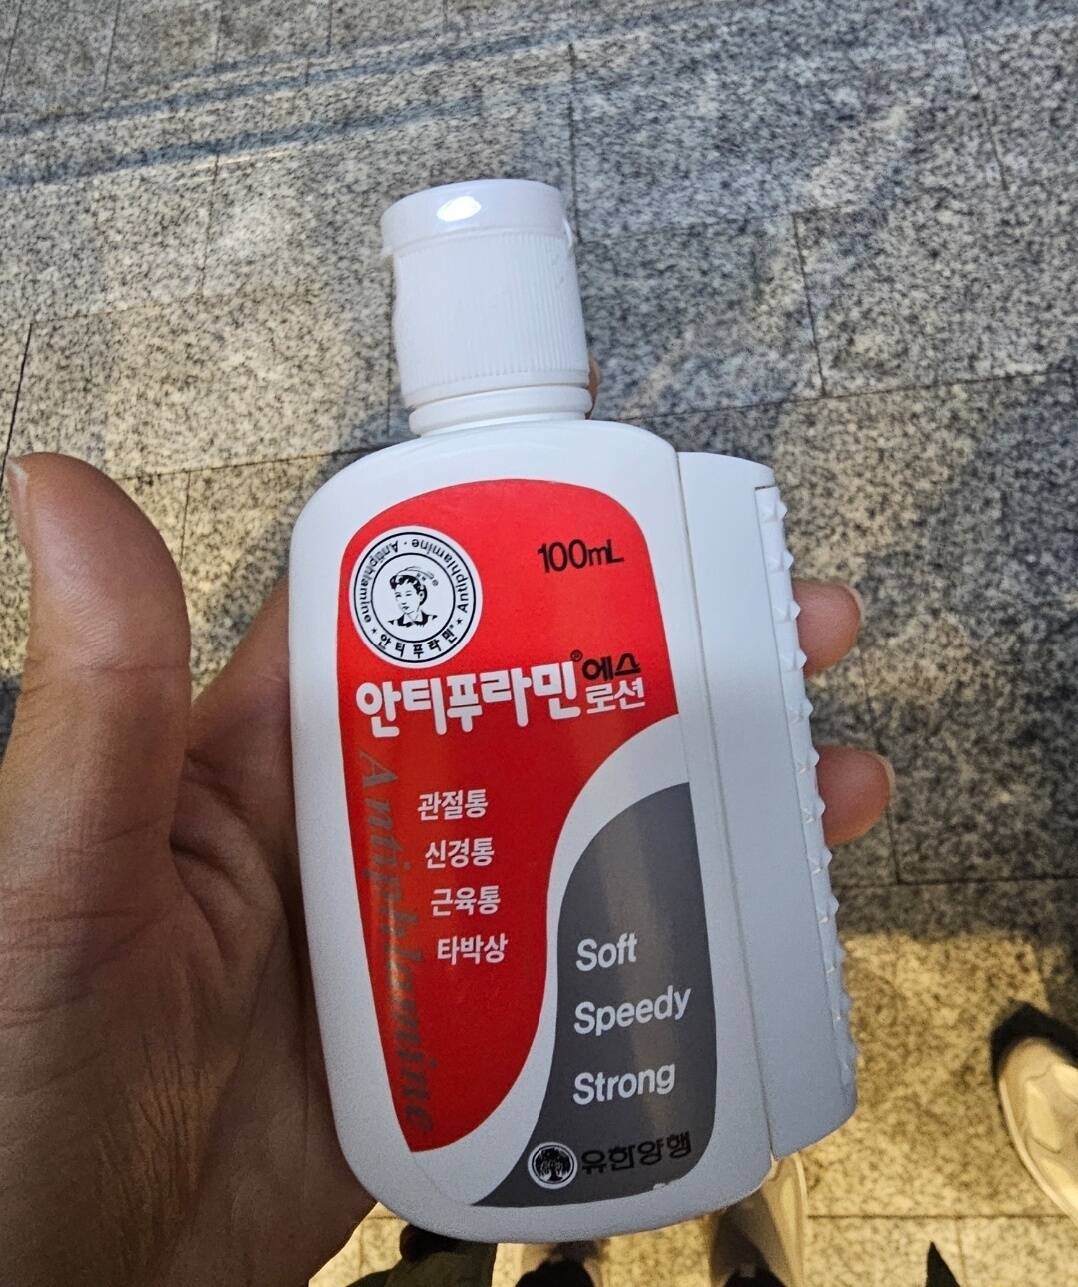 100mL
Antiphlamine · Antiphlamine
안티푸라민
안티푸라민® 에스
로션
Antiphlamine
관절통
신경통
근육통
타박상
Soft
Speedy
Strong
유한양행